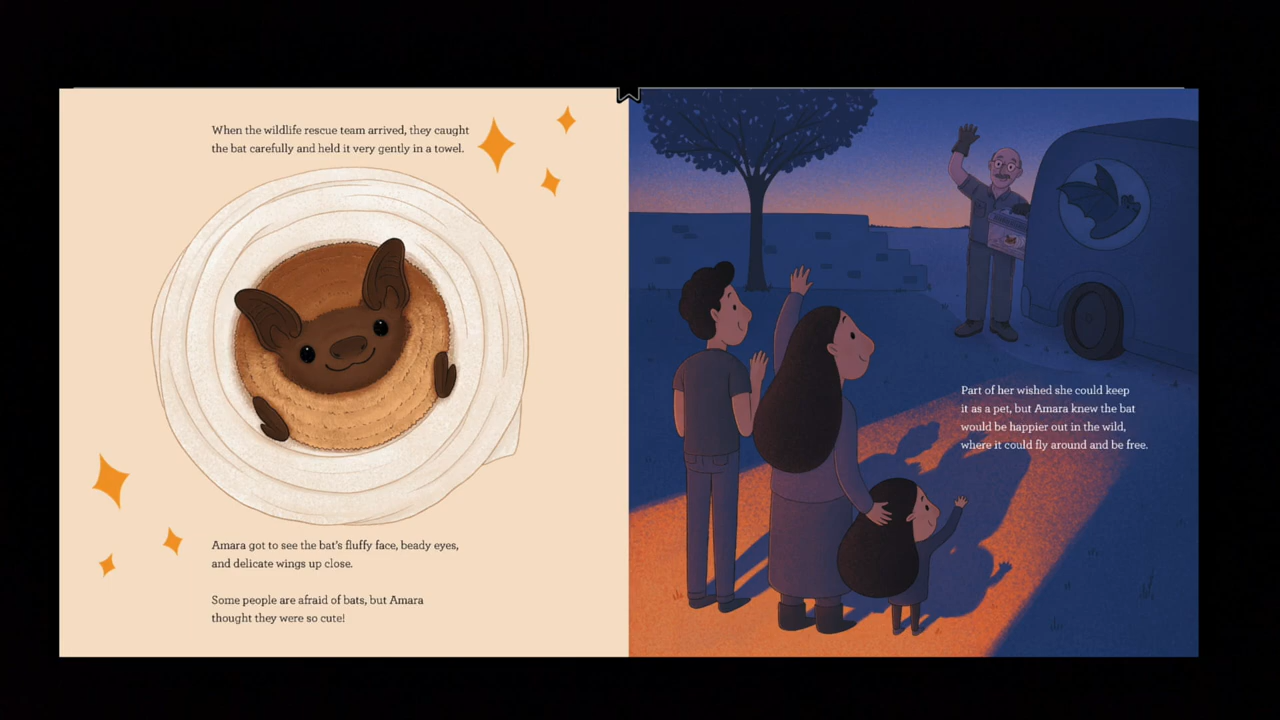 When the wildlife rescue team arrived, they caught
the bat carefully and held it very gently in a towel.
Amara got to see the bat's fluffy face, beady eyes,
and delicate wings up close.
Some people are afraid of bats, but Amara
thought they were so cute!
Part of her wished she could keep
it as a pet, but Amara knew the bat
would be happier out in the wild,
where it could fly around and be free.